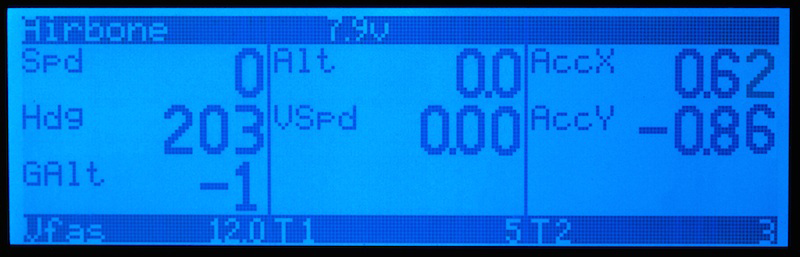 Airbone 7.9v
Spd 0 Alt 0.0 AccX 0.62
Hdg 203 VSpd 0.00 AccY -0.86
GAlt -1
Vfas 12.0 T1 5 T2 3